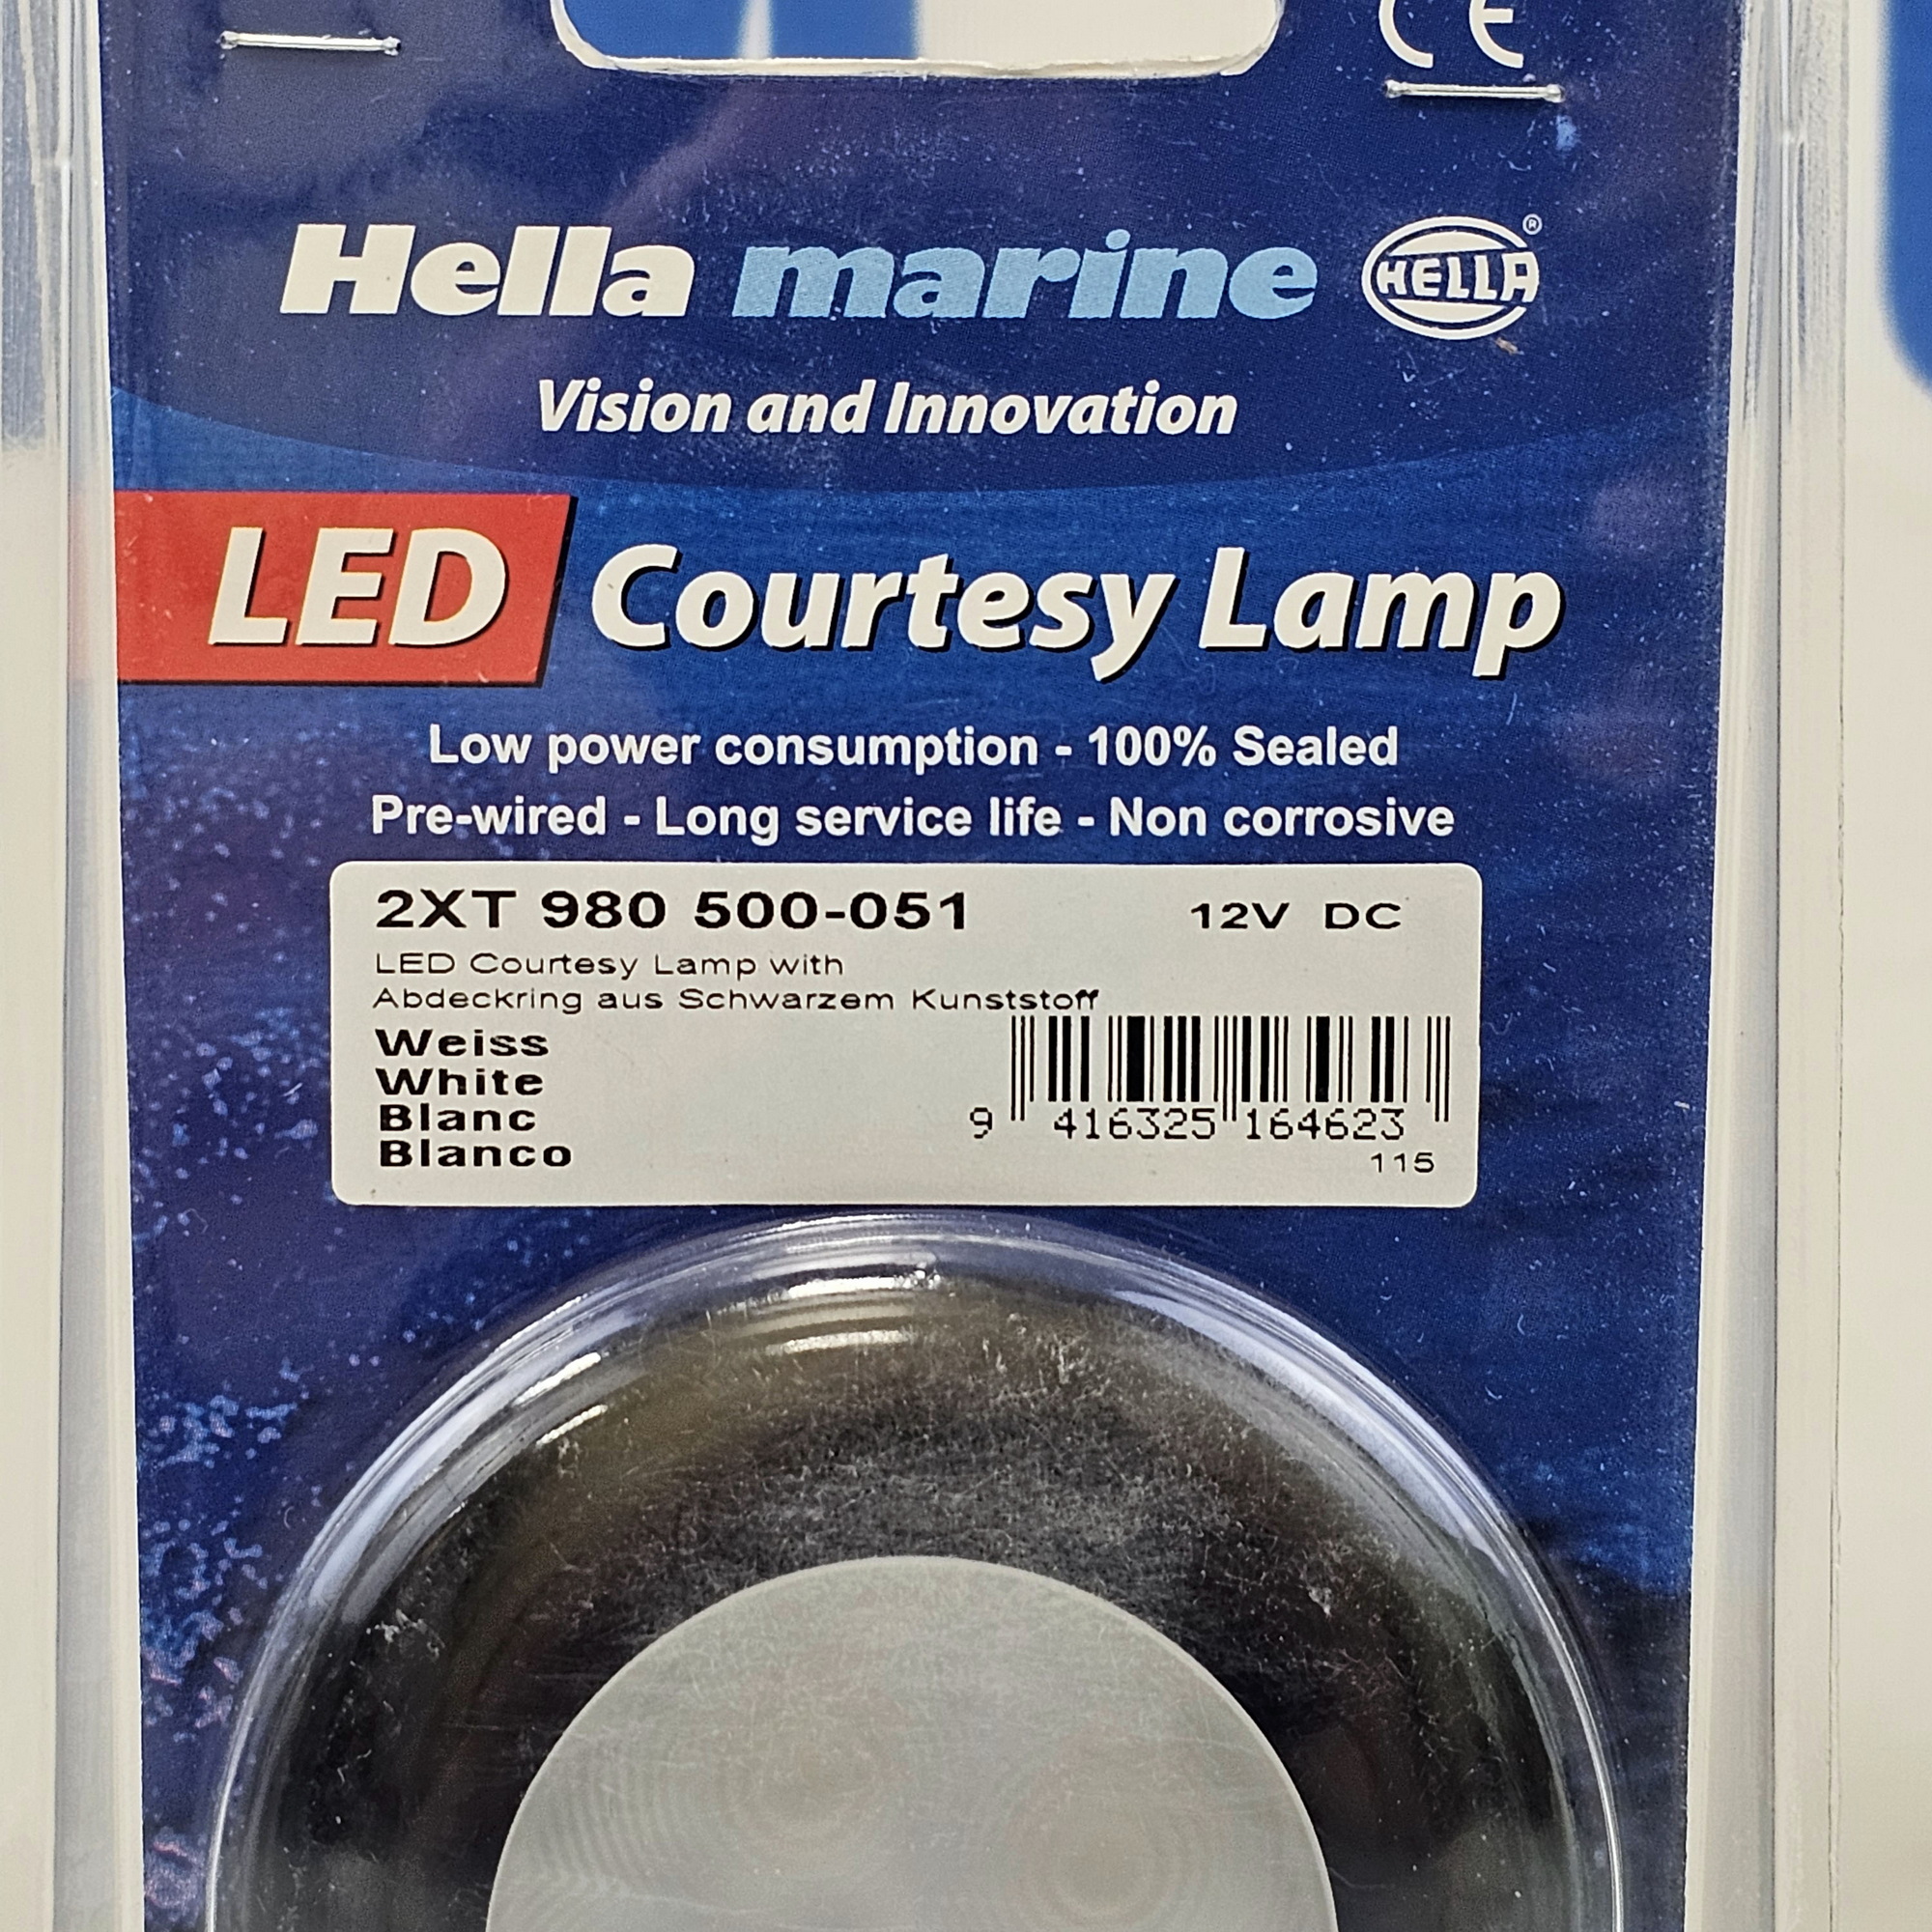 CE
Hella marine HELLA®
Vision and Innovation
LED Courtesy Lamp
Low power consumption - 100% Sealed
Pre-wired - Long service life - Non corrosive
2XT 980 500-051 12V DC
LED Courtesy Lamp with
Abdeckring aus Schwarzem Kunststoff
Weiss
White
Blanc
Blanco
9 416325 164623
115